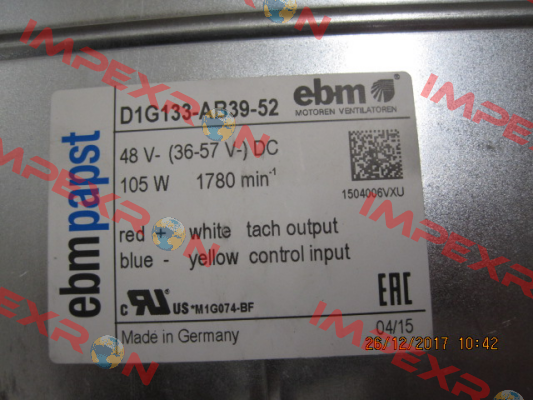 IMPEXRON
ebmpapst
D1G133-AB39-52
ebm
MOTOREN VENTILATOREN
48 V- (36-57 V-) DC
105 W 1780 min-1
1504006VXU
red + white tach output
blue - yellow control input
c RU US *M1G074-BF
EAC
Made in Germany
04/15
26/12/2017 10:42